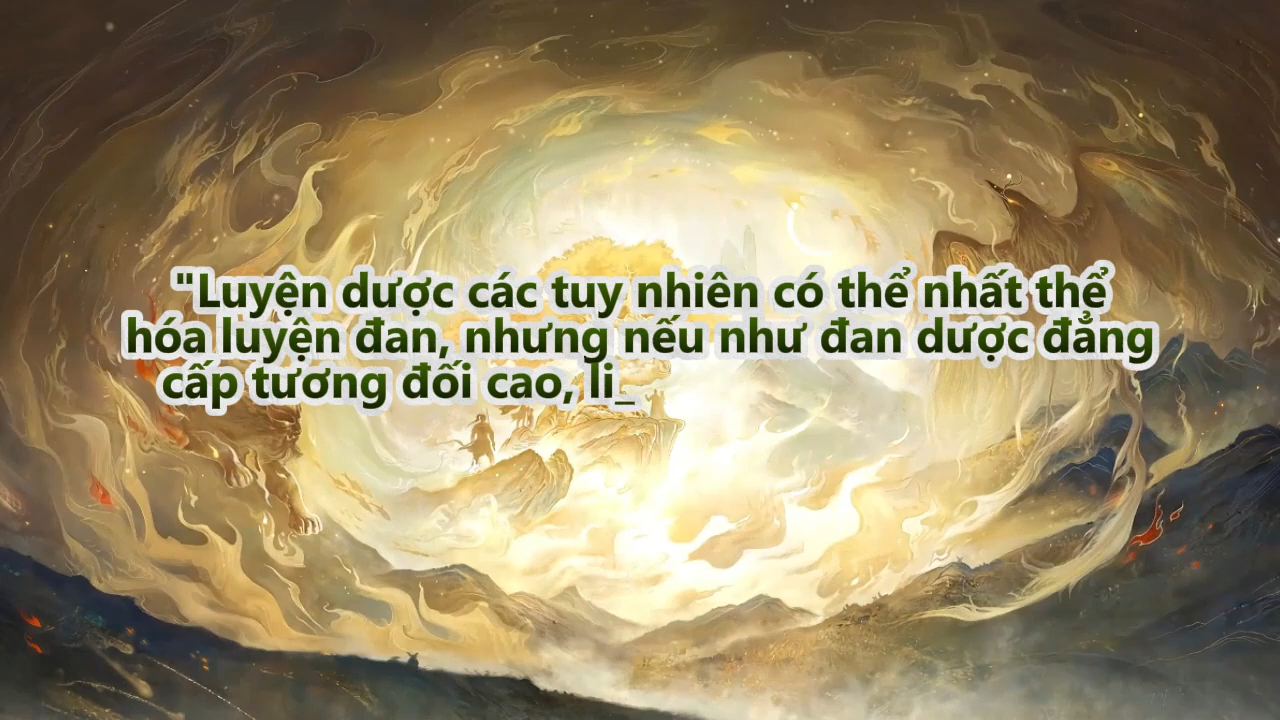 "Luyện dược các tuy nhiên có thể nhất thể
hóa luyện đan, nhưng nếu như đan dược đẳng
cấp tương đối cao, li_